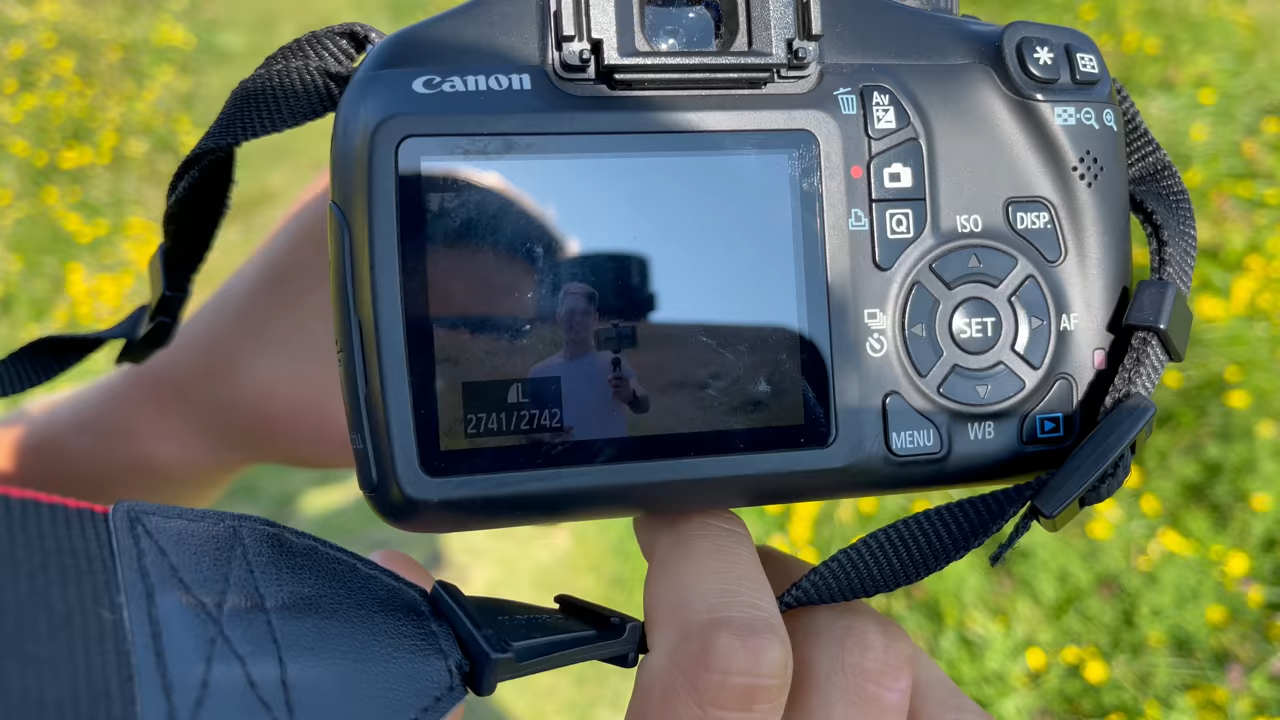 Canon
Av
Q
ISO
DISP.
SET
AF
L
2741/2742
MENU
WB